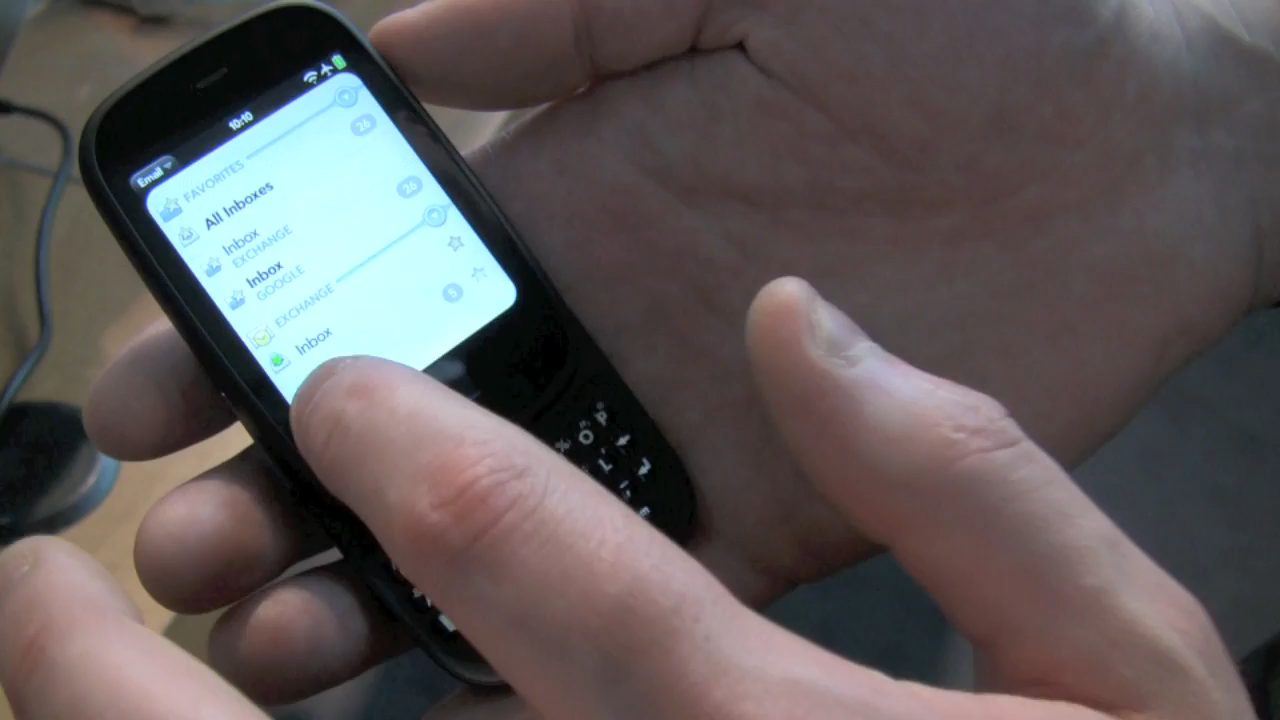 10:10
Email
FAVORITES
All Inboxes 26
Inbox
EXCHANGE
Inbox 26
GOOGLE
EXCHANGE
Inbox
5
O P
L